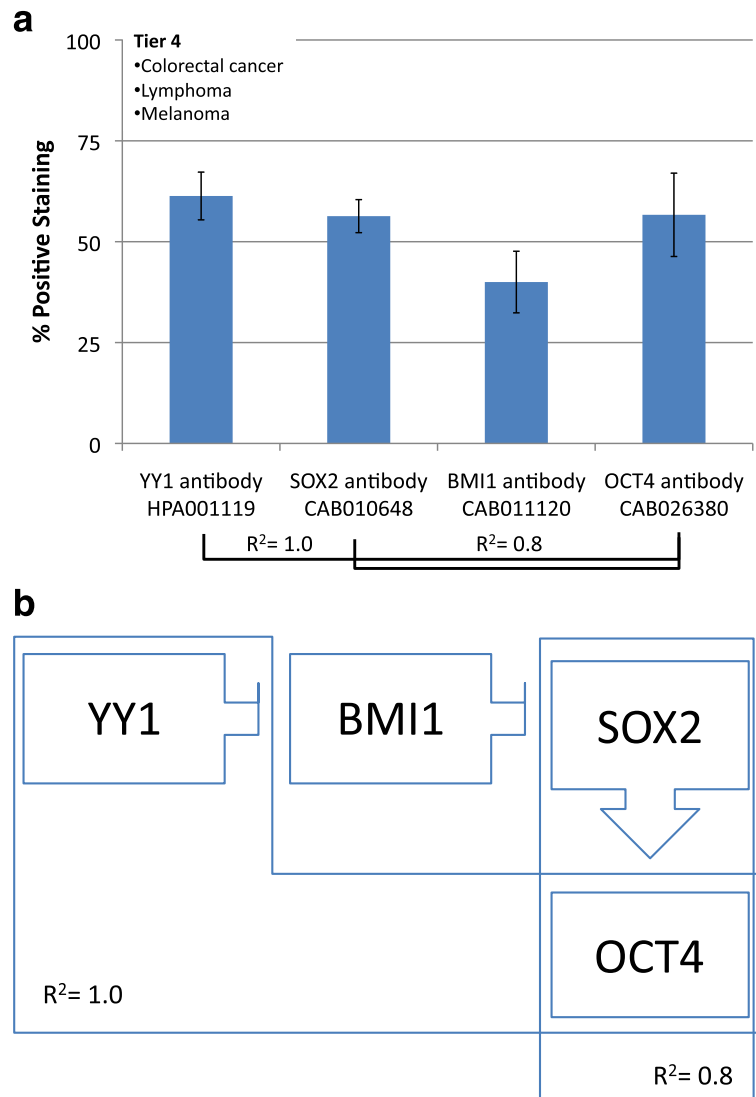 a
Tier 4
•Colorectal cancer
•Lymphoma
•Melanoma
% Positive Staining
100
75
50
25
0
YY1 antibody
HPA001119
SOX2 antibody
CAB010648
BMI1 antibody
CAB011120
OCT4 antibody
CAB026380
R²= 1.0
R²= 0.8
b
YY1
BMI1
SOX2
OCT4
R²= 1.0
R²= 0.8